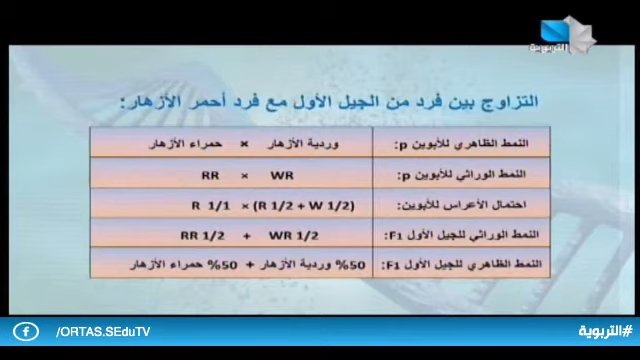 التربوية
التزاوج بين فرد من الجيل الأول مع فرد أحمر الأزهار:
النمط الظاهري للأبوين p: وردية الأزهار × حمراء الأزهار
النمط الوراثي للأبوين p: WR × RR
احتمال الأعراس للأبوين: (R 1/2 + W 1/2) × R 1/1
النمط الوراثي للجيل الأول F1: WR 1/2 + RR 1/2
النمط الظاهري للجيل الأول F1: 50% وردية الأزهار + 50% حمراء الأزهار
/ORTAS.SEduTV
#التربوية